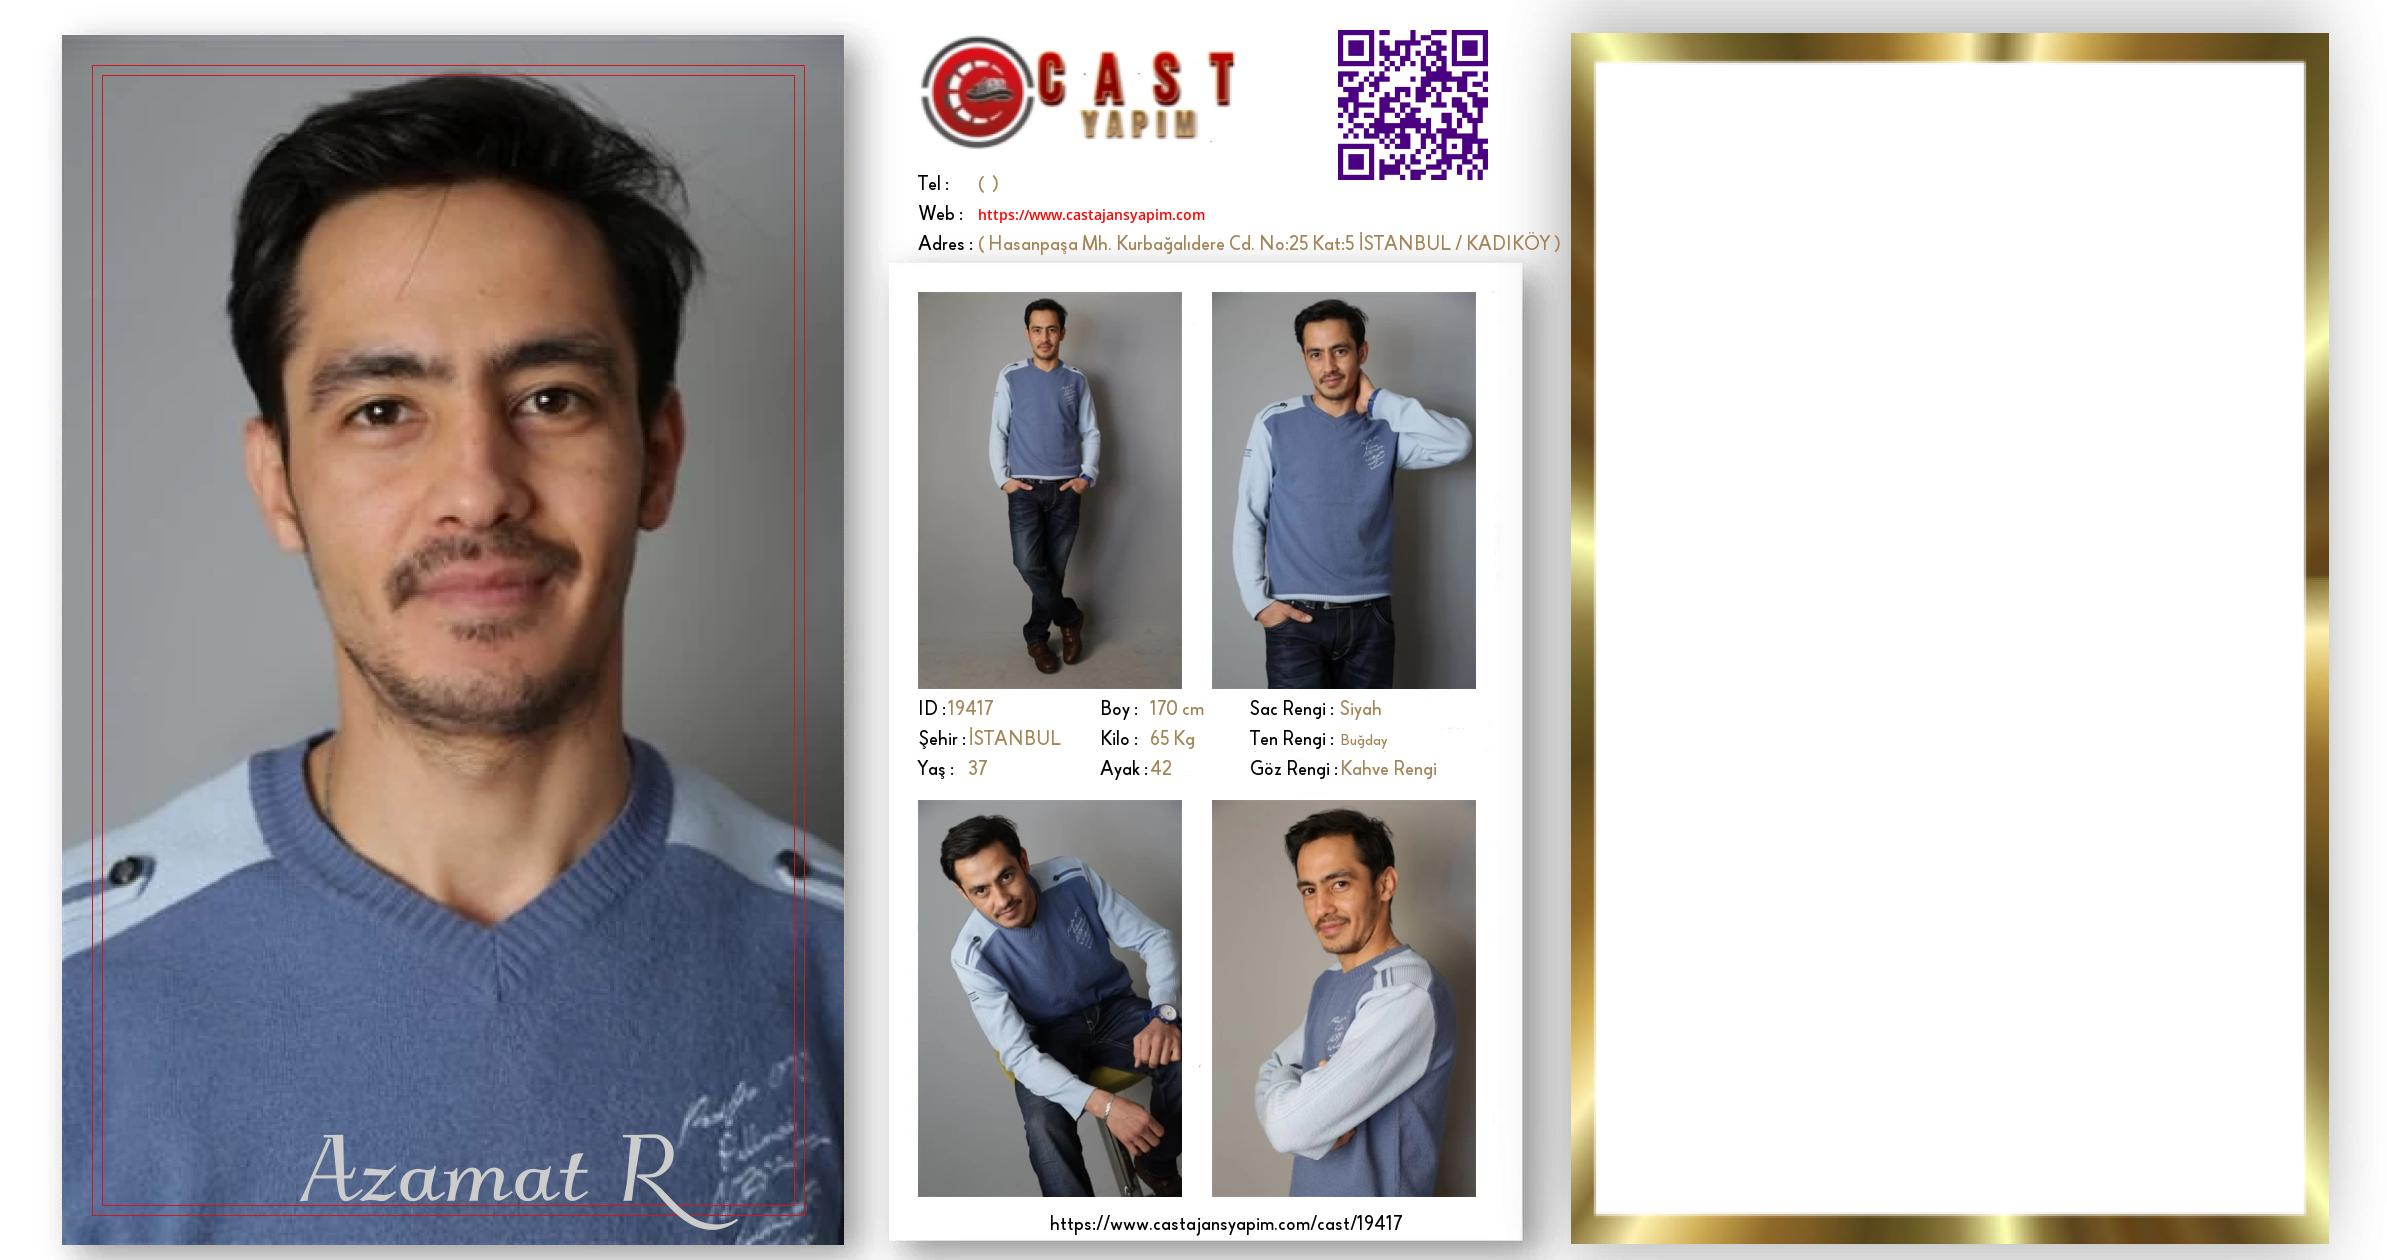 Azamat R
CAST
YAPIM
Tel : ( )
Web : https://www.castajansyapim.com
Adres : ( Hasanpaşa Mh. Kurbağalıdere Cd. No:25 Kat:5 İSTANBUL / KADIKÖY )
ID : 19417 Boy : 170 cm Sac Rengi : Siyah
Şehir : İSTANBUL Kilo : 65 Kg Ten Rengi : Buğday
Yaş : 37 Ayak : 42 Göz Rengi : Kahve Rengi
https://www.castajansyapim.com/cast/19417